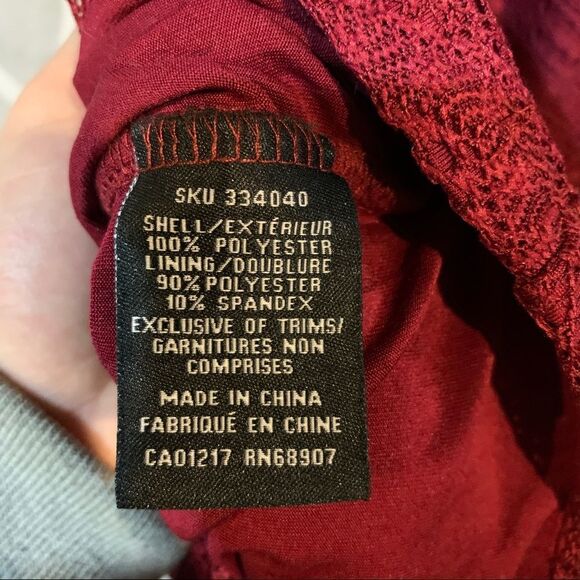 SKU 334040
SHELL/EXTÉRIEUR
100% POLYESTER
LINING/DOUBLURE
90% POLYESTER
10% SPANDEX
EXCLUSIVE OF TRIMS/
GARNITURES NON
COMPRISES
MADE IN CHINA
FABRIQUÉ EN CHINE
CA01217 RN68907